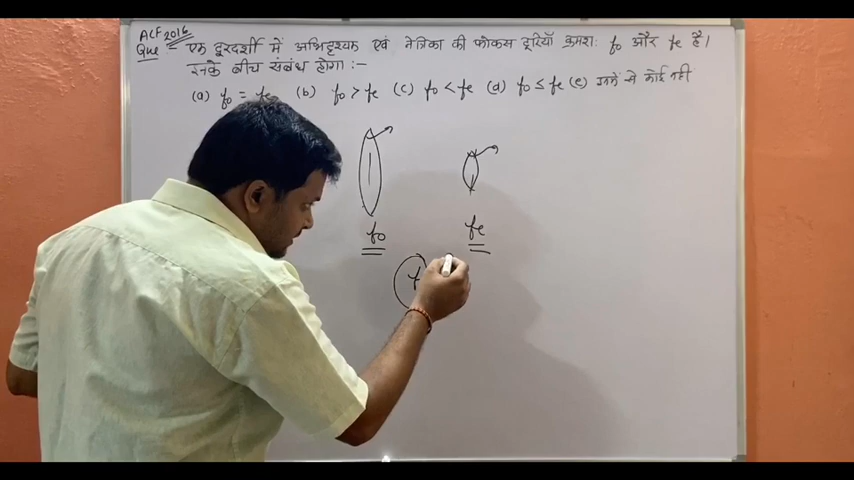 ACF 2016
Que = एक दूरदर्शी में अभिदृश्यक एवं नेत्रिका की फोकस दूरियाँ क्रमशः fo और fe है।
इनके बीच संबंध होगा :-
(a) fo = fe (b) fo > fe (c) fo < fe (d) fo ≤ fe (e) इनमें से कोई नहीं
fo fe